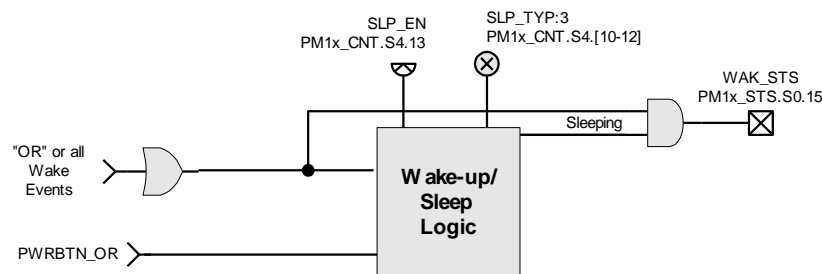 SLP_EN
PM1x_CNT.S4.13
SLP_TYP:3
PM1x_CNT.S4.[10-12]
WAK_STS
PM1x_STS.S0.15
Sleeping
"OR" or all
Wake
Events
Wake-up/
Sleep
Logic
PWRBTN_OR